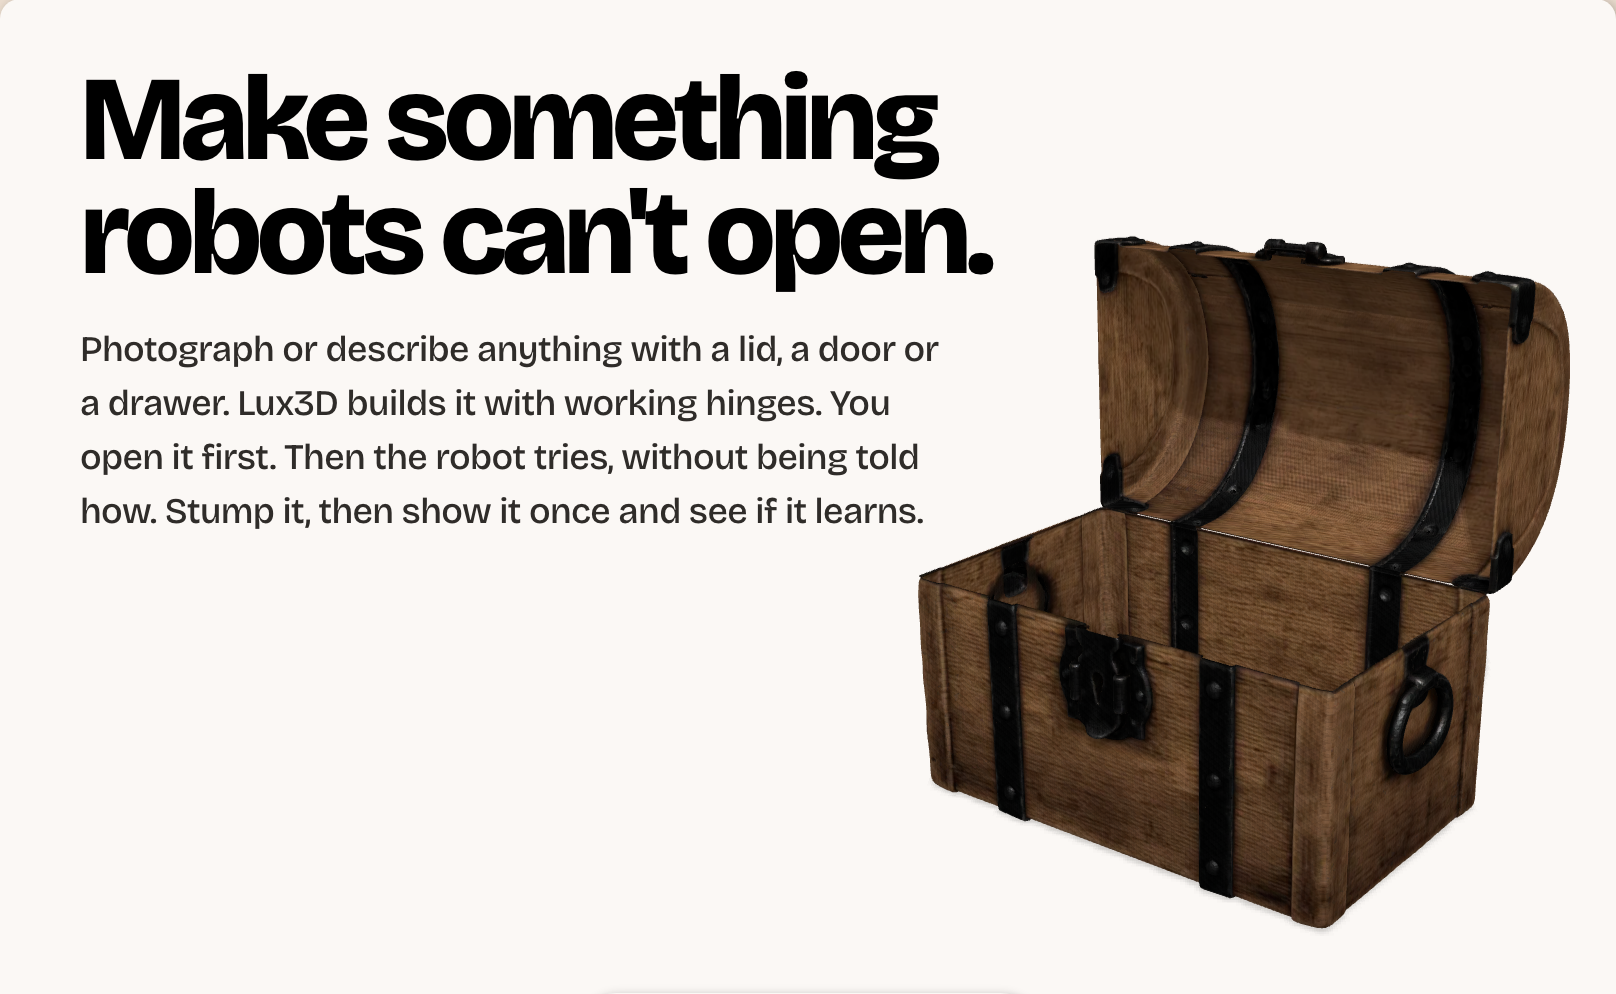 Make something
robots can't open.
Photograph or describe anything with a lid, a door or
a drawer. Lux3D builds it with working hinges. You
open it first. Then the robot tries, without being told
how. Stump it, then show it once and see if it learns.